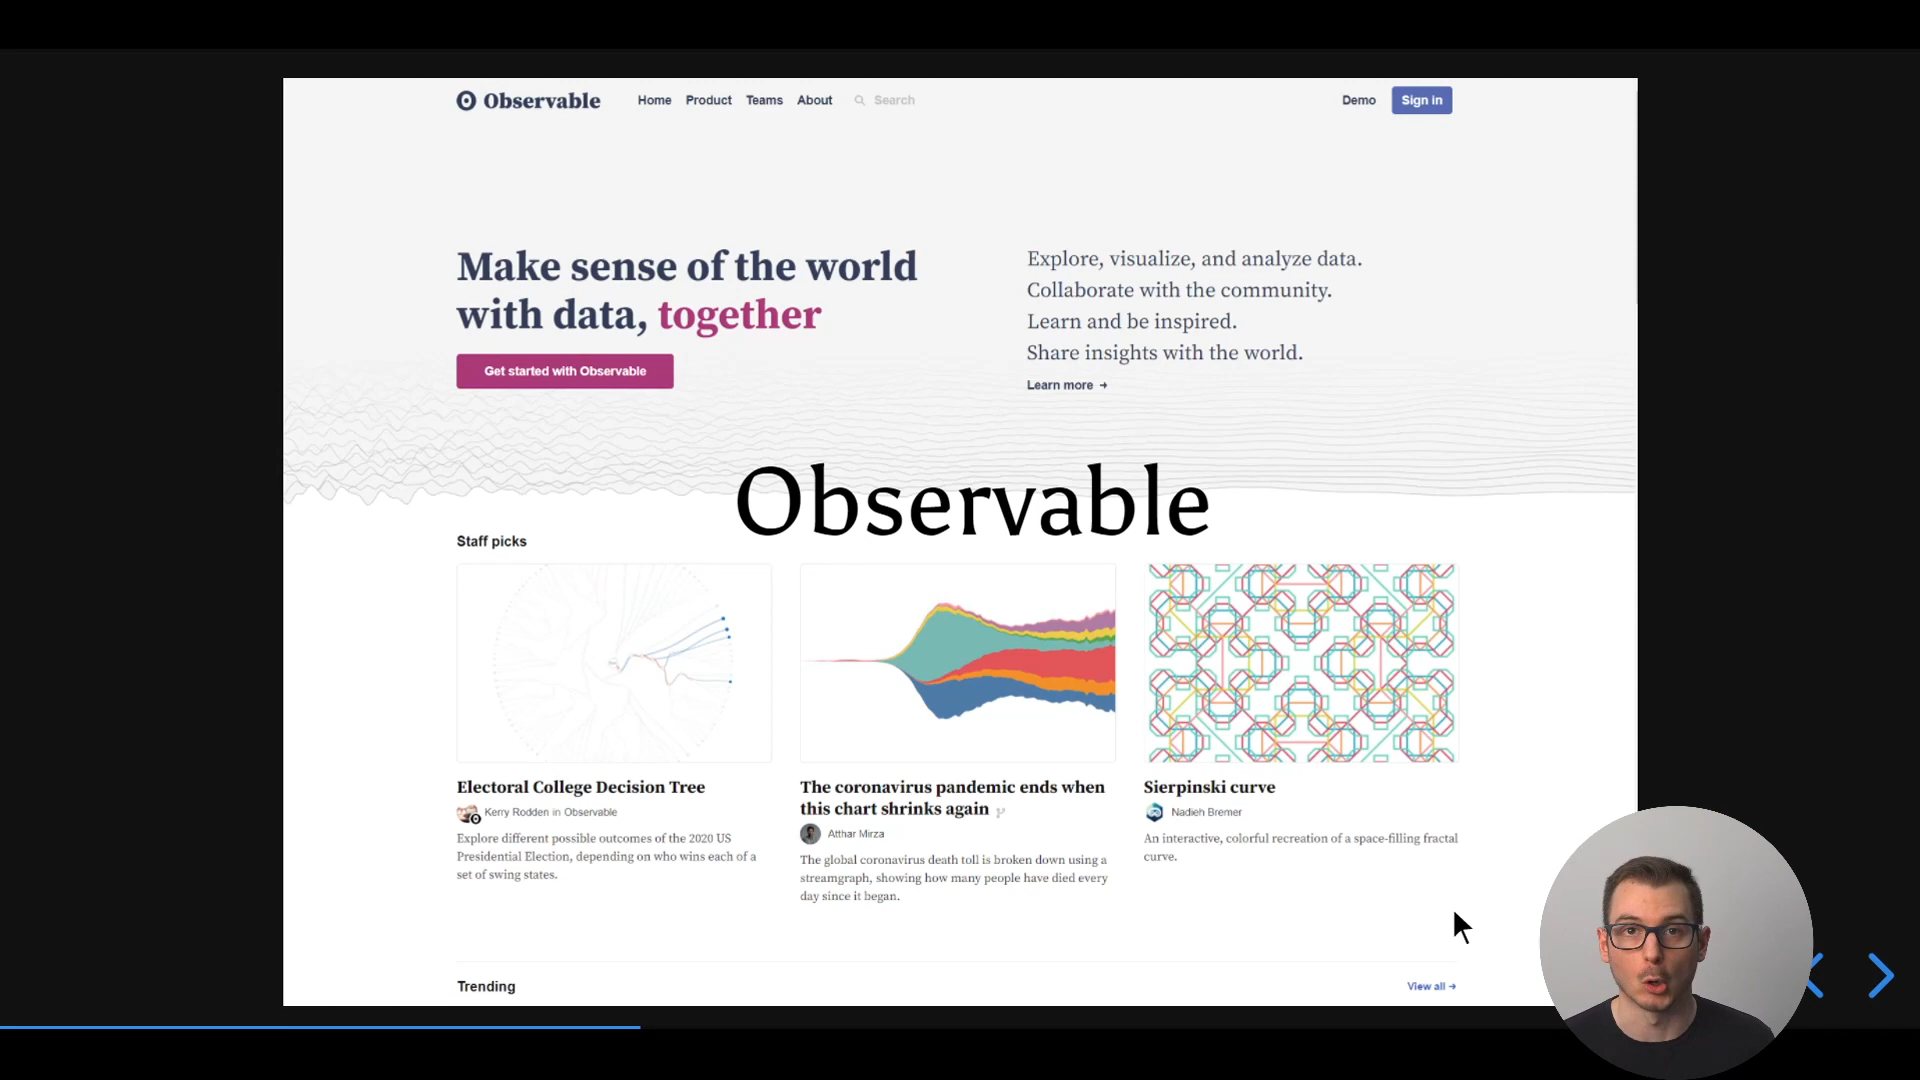 Observable
Home Product Teams About Search
Demo Sign in
Make sense of the world
with data, together
Get started with Observable
Explore, visualize, and analyze data.
Collaborate with the community.
Learn and be inspired.
Share insights with the world.
Learn more →
Observable
Staff picks
Electoral College Decision Tree
Kerry Rodden in Observable
Explore different possible outcomes of the 2020 US
Presidential Election, depending on who wins each of a
set of swing states.
The coronavirus pandemic ends when
this chart shrinks again
Atthar Mirza
The global coronavirus death toll is broken down using a
streamgraph, showing how many people have died every
day since it began.
Sierpinski curve
Nadieh Bremer
An interactive, colorful recreation of a space-filling fractal
curve.
Trending
View all →